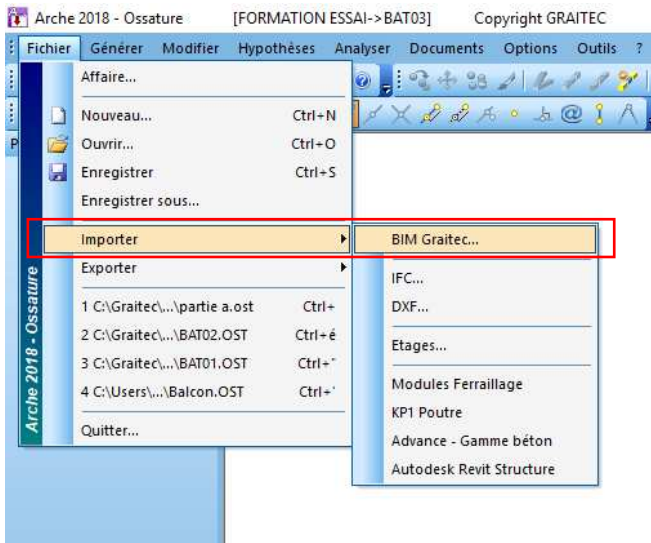 Arche 2018 - Ossature [FORMATION ESSAI->BAT03] Copyright GRAITEC
Fichier Générer Modifier Hypothèses Analyser Documents Options Outils ?
Affaire...
Nouveau... Ctrl+N
Ouvrir... Ctrl+O
Enregistrer Ctrl+S
Enregistrer sous...
Importer
Exporter
1 C:\Graitec\...\partie a.ost Ctrl+
2 C:\Graitec\...\BAT02.OST Ctrl+é
3 C:\Graitec\...\BAT01.OST Ctrl+"
4 C:\Users\...\Balcon.OST Ctrl+'
Quitter...
Arche 2018 - Ossature
BIM Graitec...
IFC...
DXF...
Etages...
Modules Ferraillage
KP1 Poutre
Advance - Gamme béton
Autodesk Revit Structure
P